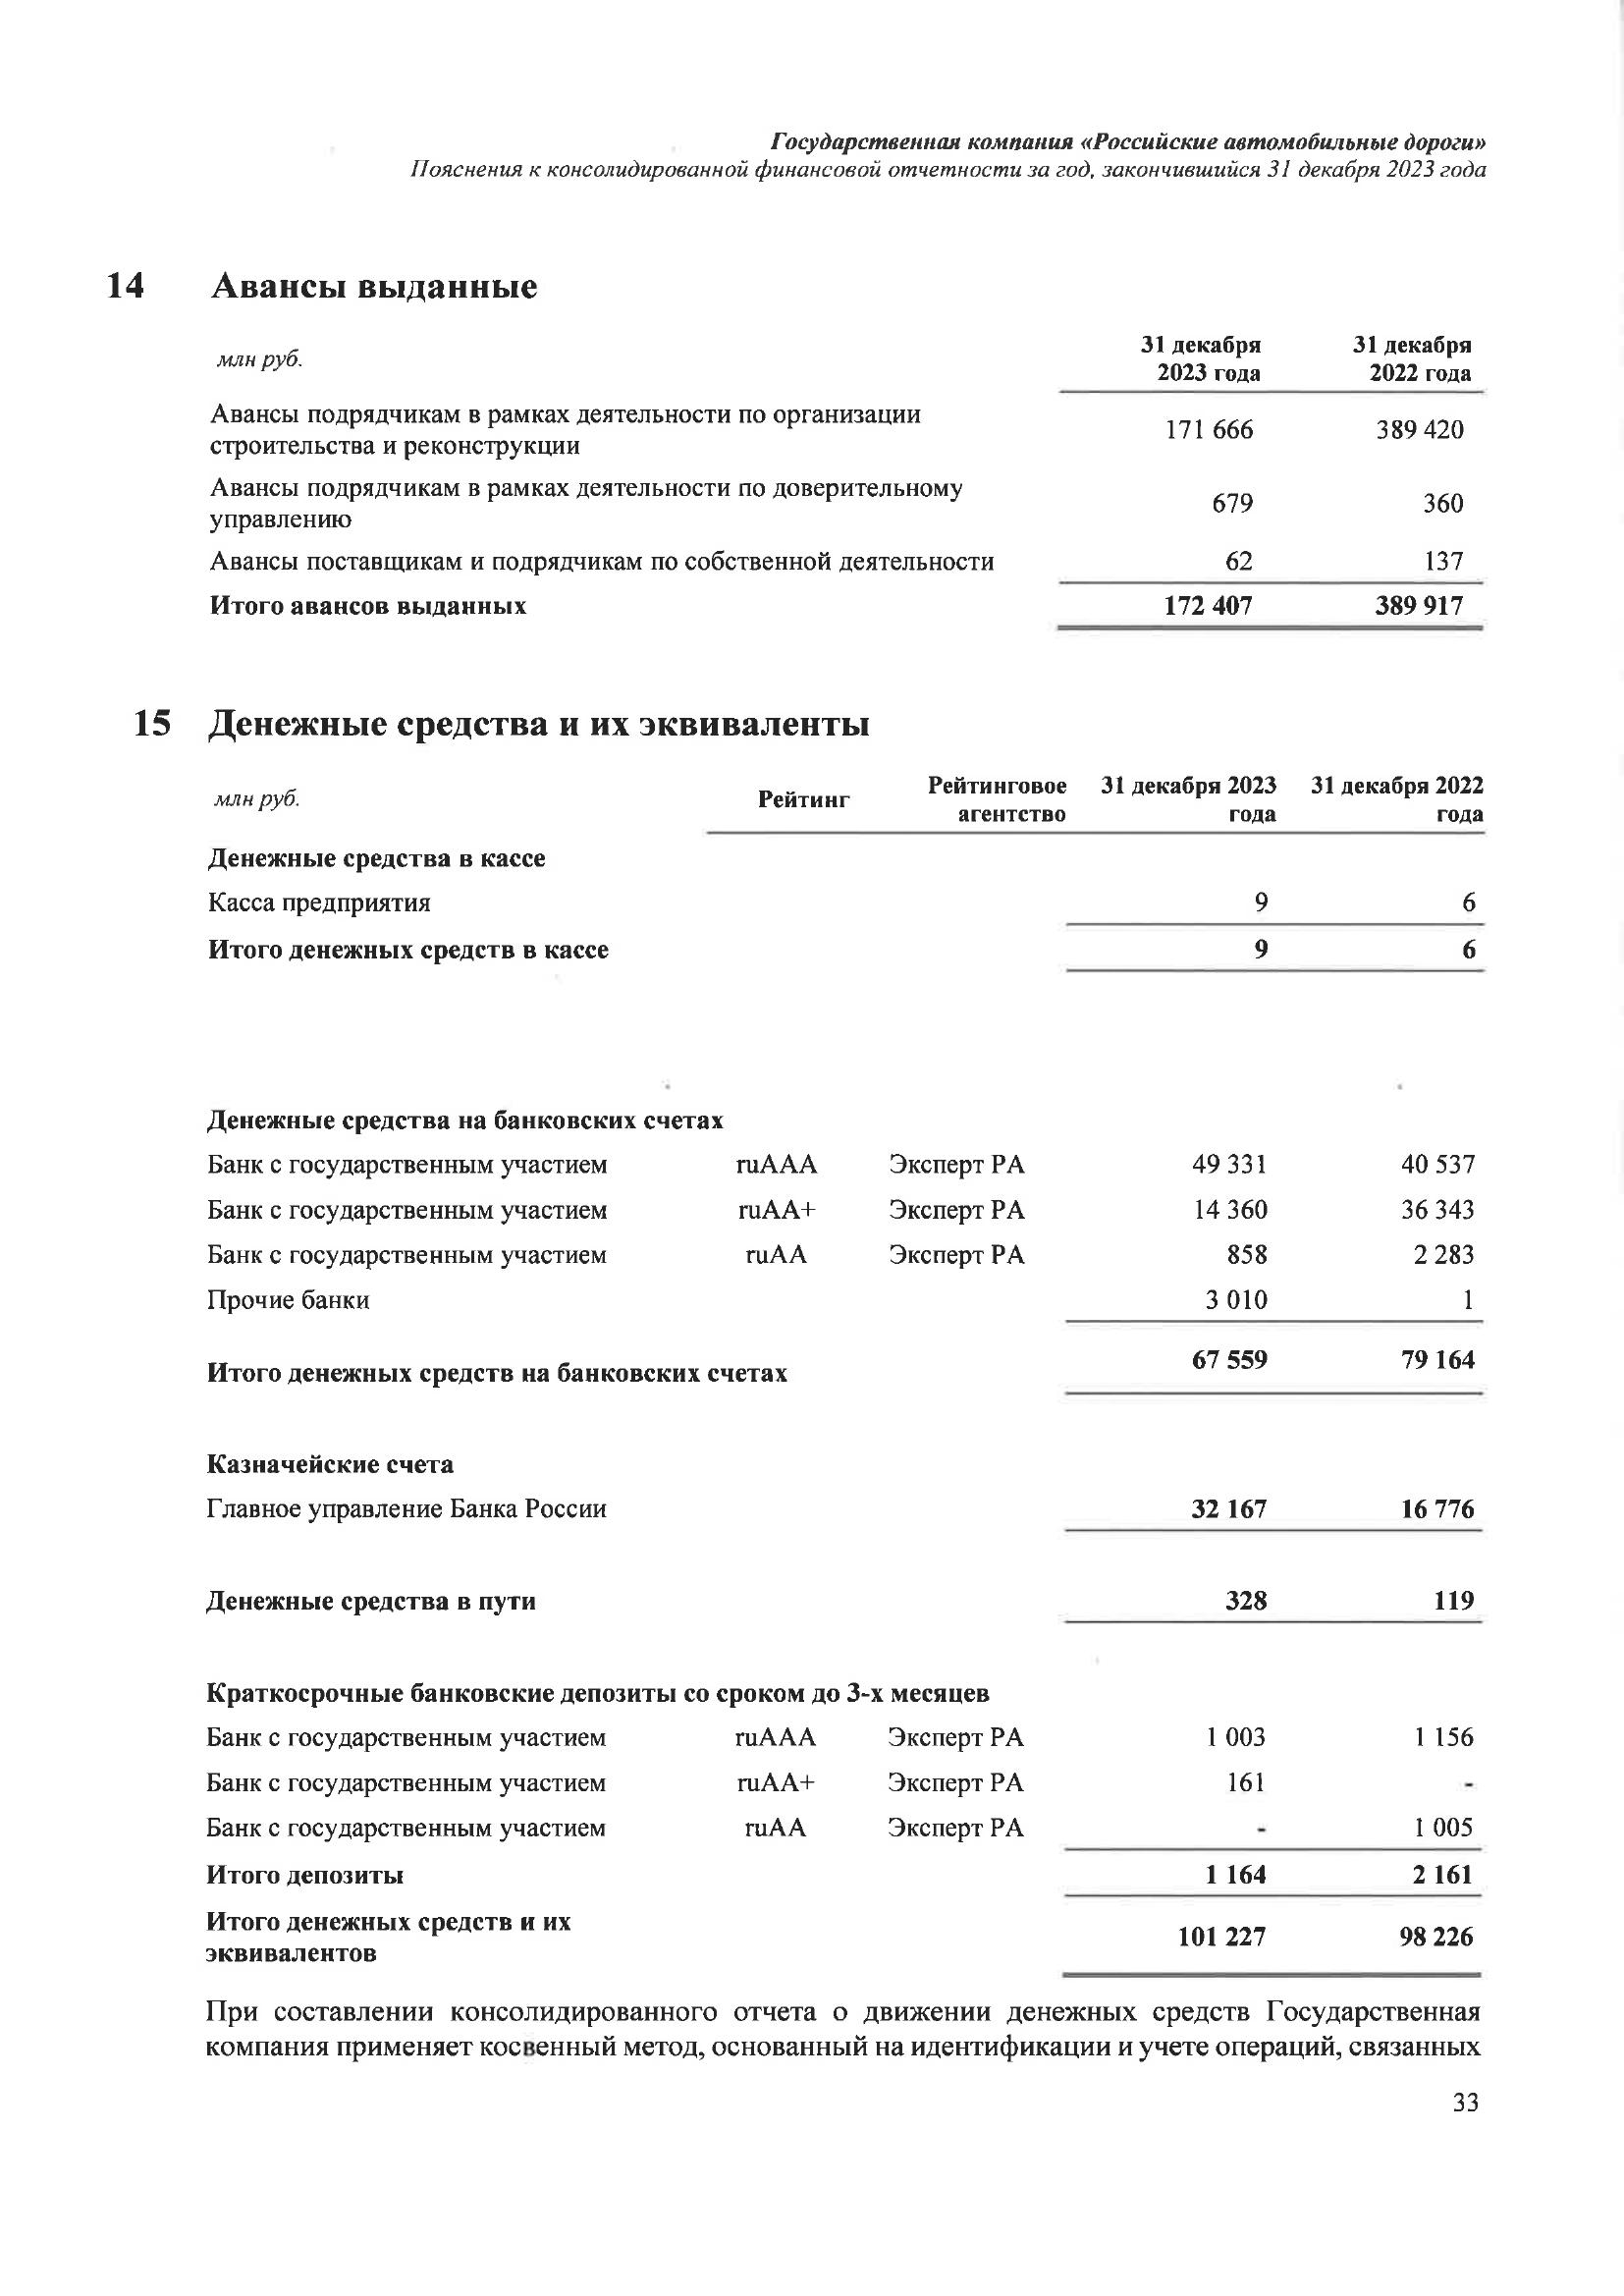 Государственная компания «Российские автомобильные дороги»
Пояснения к консолидированной финансовой отчетности за год, закончившийся 31 декабря 2023 года
14 Авансы выданные
млн руб. 31 декабря 2023 года 31 декабря 2022 года
Авансы подрядчикам в рамках деятельности по организации
строительства и реконструкции 171 666 389 420
Авансы подрядчикам в рамках деятельности по доверительному
управлению 679 360
Авансы поставщикам и подрядчикам по собственной деятельности 62 137
Итого авансов выданных 172 407 389 917
15 Денежные средства и их эквиваленты
млн руб. Рейтинг Рейтинговое агентство 31 декабря 2023 года 31 декабря 2022 года
Денежные средства в кассе
Касса предприятия 9 6
Итого денежных средств в кассе 9 6
Денежные средства на банковских счетах
Банк с государственным участием ruAAA Эксперт РА 49 331 40 537
Банк с государственным участием ruAA+ Эксперт РА 14 360 36 343
Банк с государственным участием ruAA Эксперт РА 858 2 283
Прочие банки 3 010 1
Итого денежных средств на банковских счетах 67 559 79 164
Казначейские счета
Главное управление Банка России 32 167 16 776
Денежные средства в пути 328 119
Краткосрочные банковские депозиты со сроком до 3-х месяцев
Банк с государственным участием ruAAA Эксперт РА 1 003 1 156
Банк с государственным участием ruAA+ Эксперт РА 161 -
Банк с государственным участием ruAA Эксперт РА - 1 005
Итого депозиты 1 164 2 161
Итого денежных средств и их
эквивалентов 101 227 98 226
При составлении консолидированного отчета о движении денежных средств Государственная
компания применяет косвенный метод, основанный на идентификации и учете операций, связанных
33